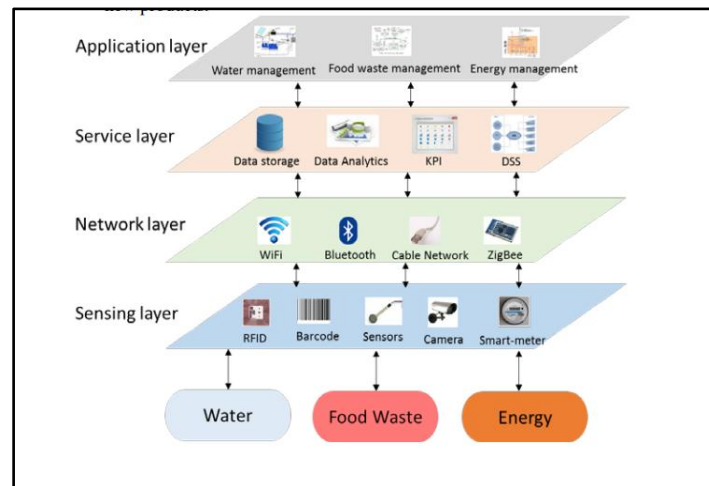 Application layer
Water management
Food waste management
Energy management
Service layer
Data storage
Data Analytics
KPI
DSS
Network layer
WiFi
Bluetooth
Cable Network
ZigBee
Sensing layer
RFID
Barcode
Sensors
Camera
Smart-meter
Water
Food Waste
Energy